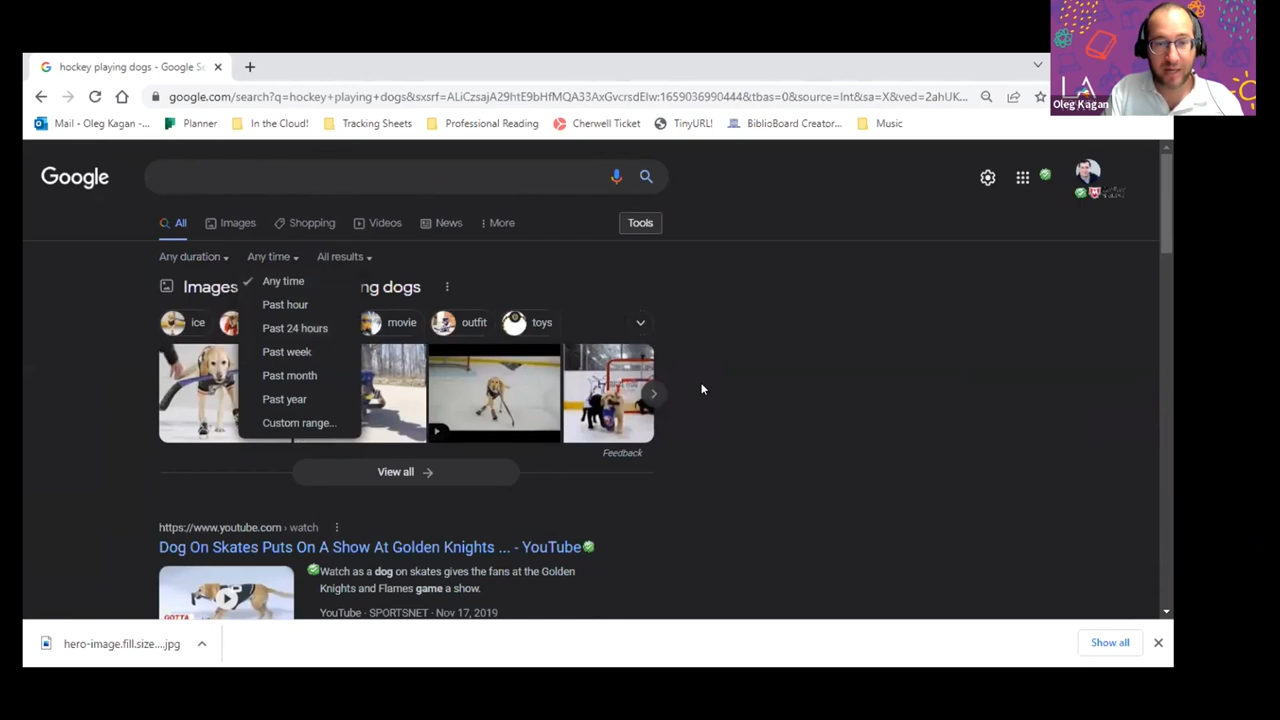 hockey playing dogs - Google Se
google.com/search?q=hockey+playing+dogs&sxsrf=ALiCzsajA29htE9bHfMQA33AxGvcrsdEIw:1659036990444&tbas=0&source=Int&sa=X&ved=2ahUK...
Oleg Kagan
Mail - Oleg Kagan -...
Planner
In the Cloud!
Tracking Sheets
Professional Reading
Cherwell Ticket
TinyURL!
BiblioBoard Creator...
Music
Google
All
Images
Shopping
Videos
News
More
Tools
Any duration
Any time
All results
Any time
Past hour
Past 24 hours
Past week
Past month
Past year
Custom range...
Images
ng dogs
ice
movie
outfit
toys
Feedback
View all
https://www.youtube.com › watch
Dog On Skates Puts On A Show At Golden Knights ... - YouTube
Watch as a dog on skates gives the fans at the Golden
Knights and Flames game a show.
YouTube · SPORTSNET · Nov 17, 2019
GOTTA
hero-image.fill.size....jpg
Show all